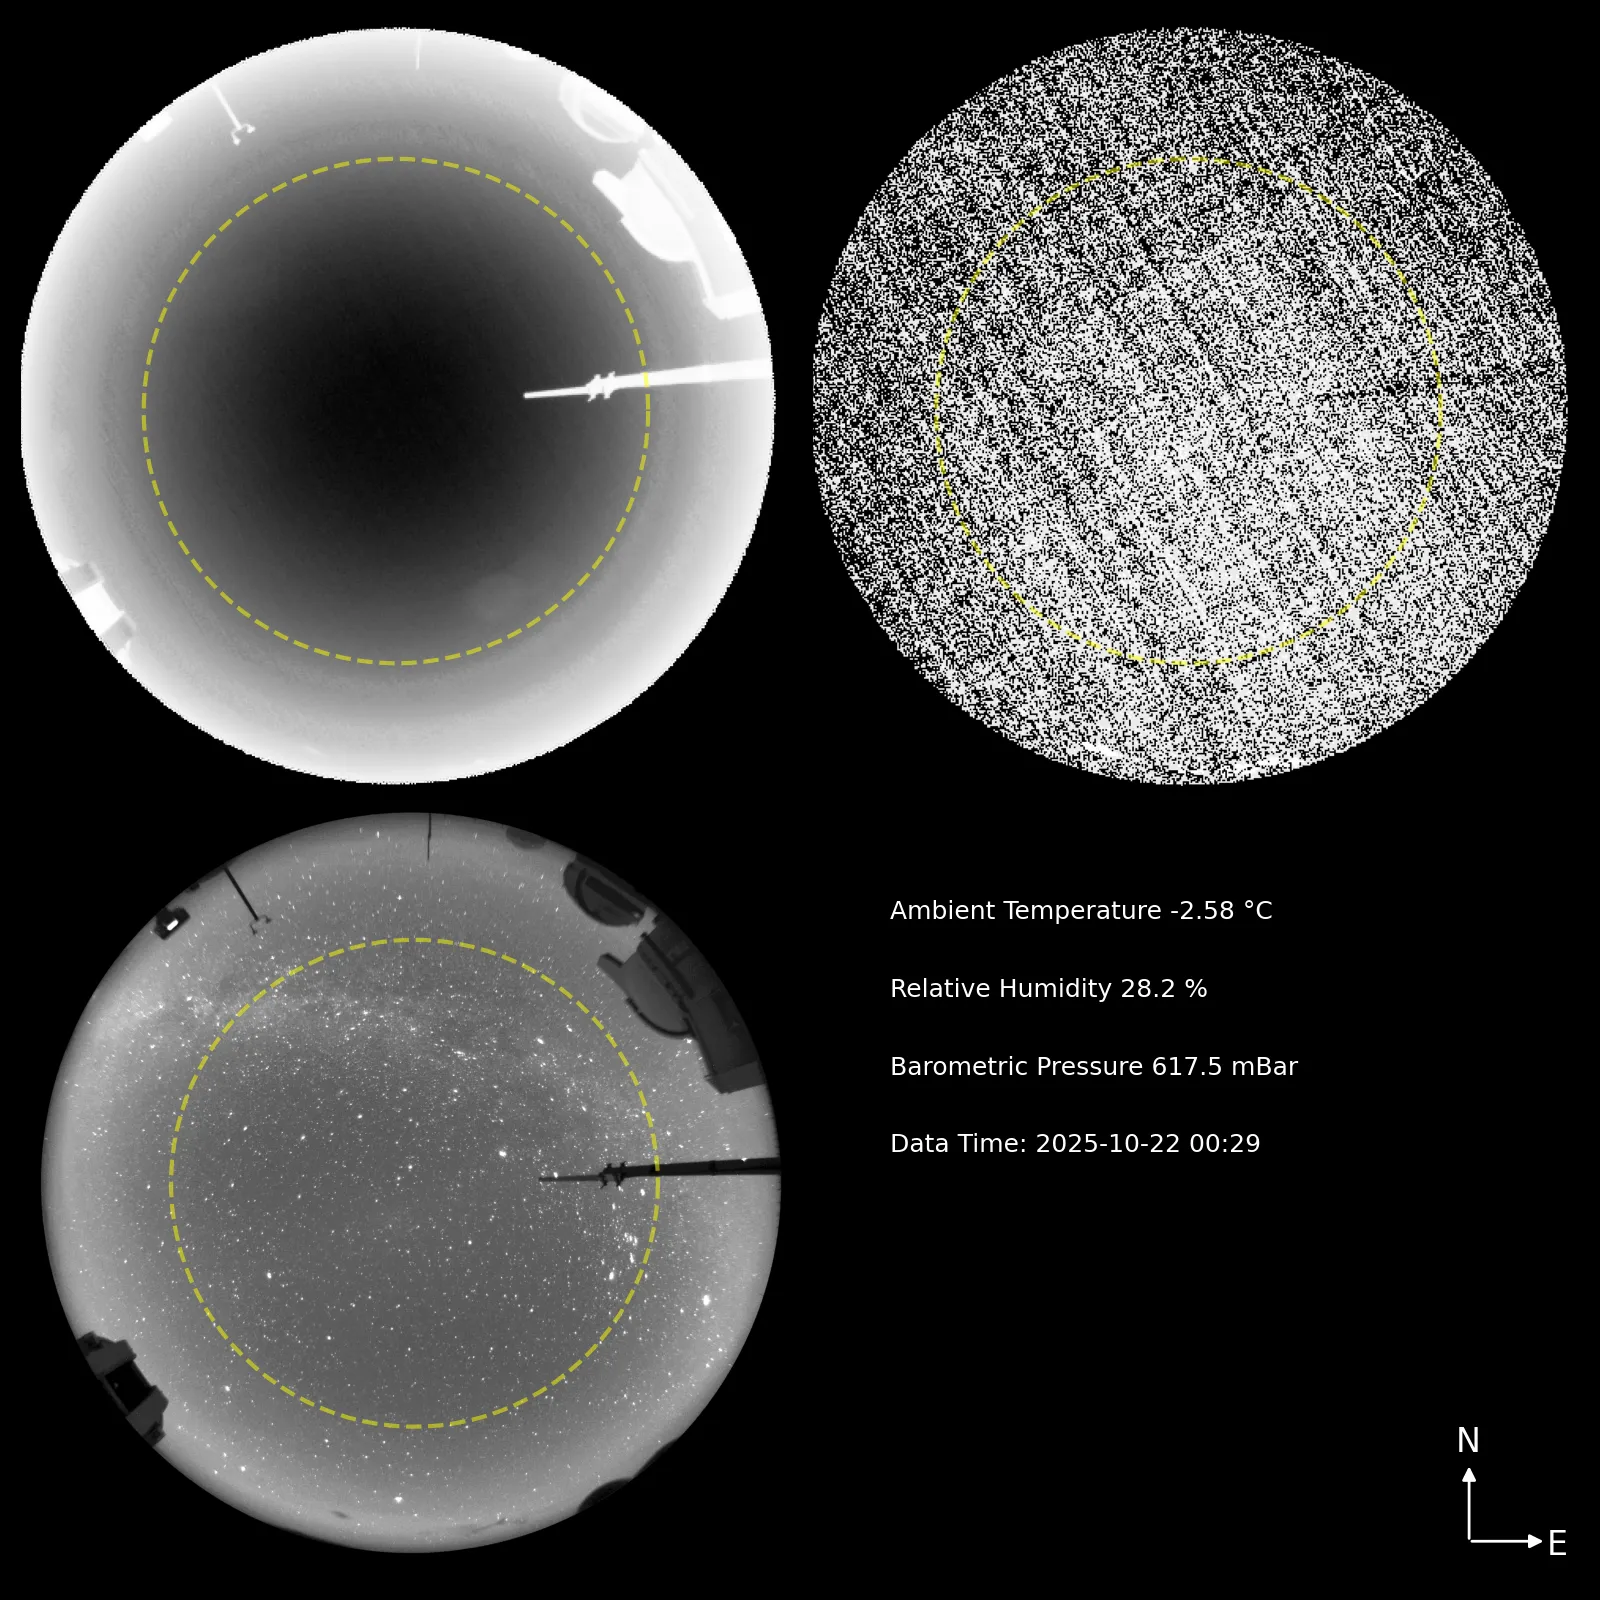 Ambient Temperature -2.58 °C
Relative Humidity 28.2 %
Barometric Pressure 617.5 mBar
Data Time: 2025-10-22 00:29
N
E